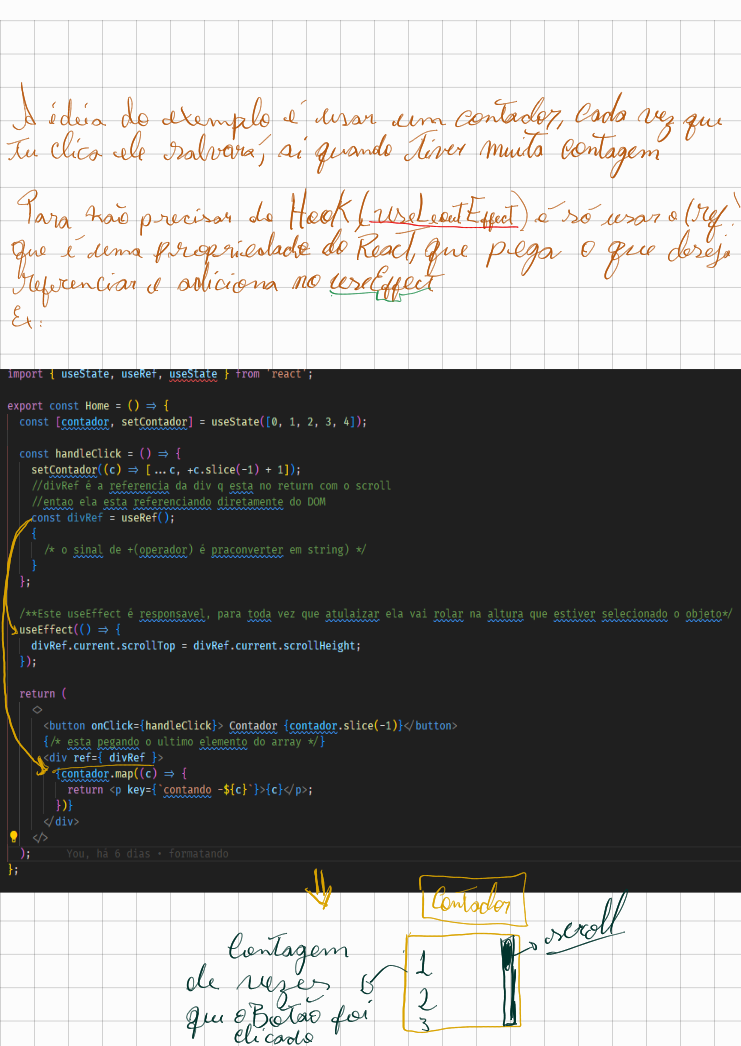 A idéia do exemplo é usar um contador, cada vez que
tu clica ele salvará, ai quando tiver muita contagem
Para não precisar do Hook (useLeoutEffect) é só usar o (ref.
que é uma propriedade do React, que pega o que deseja
referenciar e adiciona no useEffect
Ex:
import { useState, useRef, useState } from 'react';
export const Home = () ⇒ {
const [contador, setContador] = useState([0, 1, 2, 3, 4]);
const handleClick = () ⇒ {
setContador((c) ⇒ [...c, +c.slice(-1) + 1]);
//divRef é a referencia da div q esta no return com o scroll
//entao ela esta referenciando diretamente do DOM
const divRef = useRef();
{
/* o sinal de +(operador) é praconverter em string) */
}
};
/**Este useEffect é responsavel, para toda vez que atulaizar ela vai rolar na altura que estiver selecionado o objeto*/
useEffect(() ⇒ {
divRef.current.scrollTop = divRef.current.scrollHeight;
});
return (
<>
<button onClick={handleClick}> Contador {contador.slice(-1)}</button>
{/* esta pegando o ultimo elemento do array */}
<div ref={ divRef }>
{contador.map((c) ⇒ {
return <p key={`contando -${c}`}>{c}</p>;
})}
</div>
</>
); You, há 6 dias • formatando
};
Contador
scroll
Contagem
de vezes
que o Botão foi
clicado
1
2
3